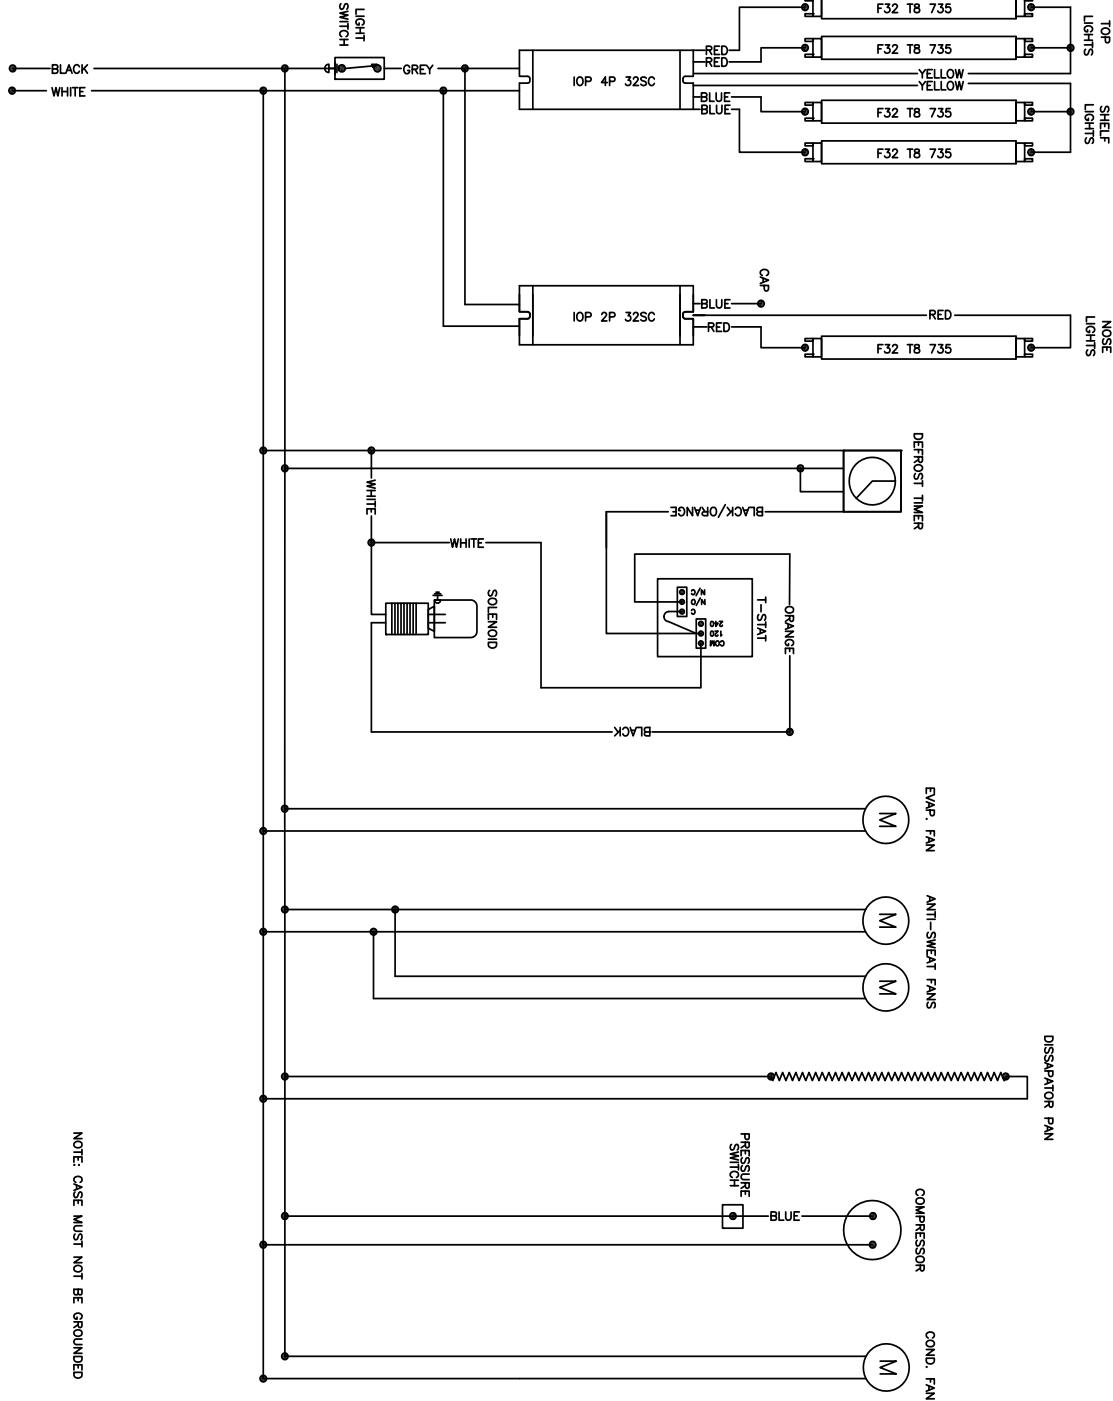 TOP
LIGHTS
F32 T8 735
F32 T8 735
RED
RED
YELLOW
YELLOW
BLUE
BLUE
IOP 4P 32SC
LIGHT
SWITCH
BLACK
GREY
WHITE
F32 T8 735
F32 T8 735
SHELF
LIGHTS
CAP
BLUE
IOP 2P 32SC
RED
RED
F32 T8 735
NOSE
LIGHTS
DEFROST TIMER
WHITE
BLACK/ORANGE
WHITE
SOLENOID
N/C
N/O
C
240
120
COM
T-STAT
ORANGE
BLACK
EVAP. FAN
M
ANTI-SWEAT FANS
M
M
DISSAPATOR PAN
PRESSURE
SWITCH
BLUE
COMPRESSOR
COND. FAN
M
NOTE: CASE MUST NOT BE GROUNDED